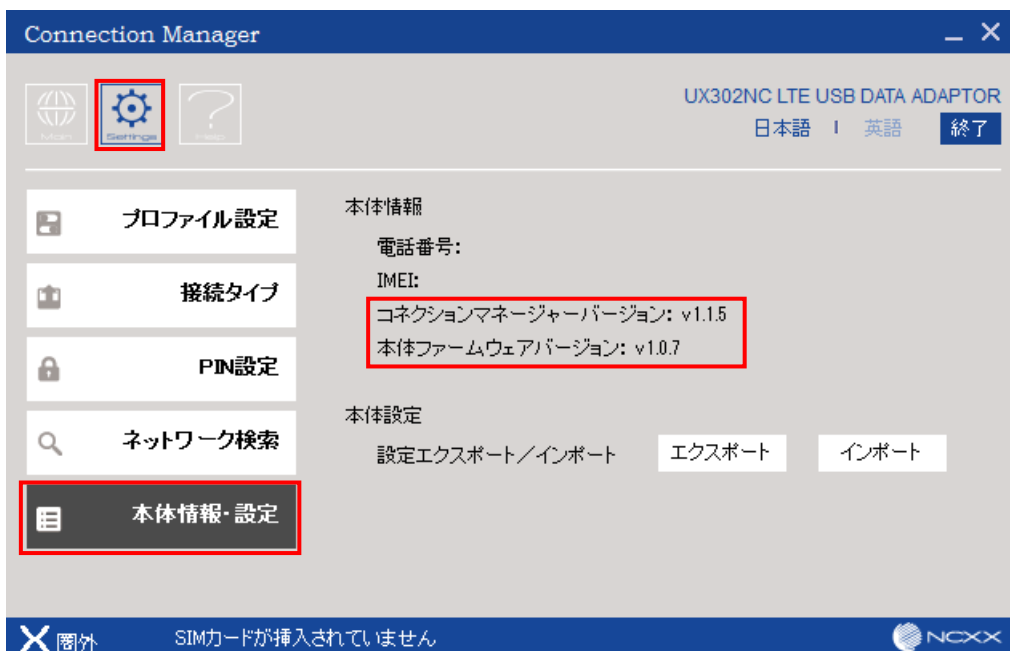 Connection Manager
Main
Settings
Help
UX302NC LTE USB DATA ADAPTOR
日本語 | 英語 終了
プロファイル設定
接続タイプ
PIN設定
ネットワーク検索
本体情報・設定
本体情報
電話番号:
IMEI:
コネクションマネージャーバージョン: v1.1.5
本体ファームウェアバージョン: v1.0.7
本体設定
設定エクスポート／インポート エクスポート インポート
圏外 SIMカードが挿入されていません NCXX